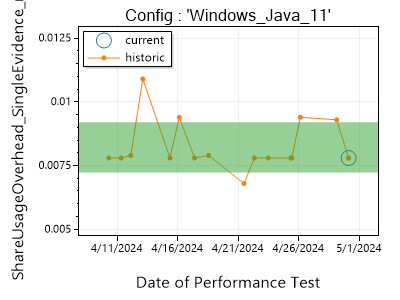 Config : 'Windows_Java_11'
ShareUsageOverhead_SingleEvidence_
current
historic
0.0125
0.01
0.0075
0.005
4/11/2024
4/16/2024
4/21/2024
4/26/2024
5/1/2024
Date of Performance Test